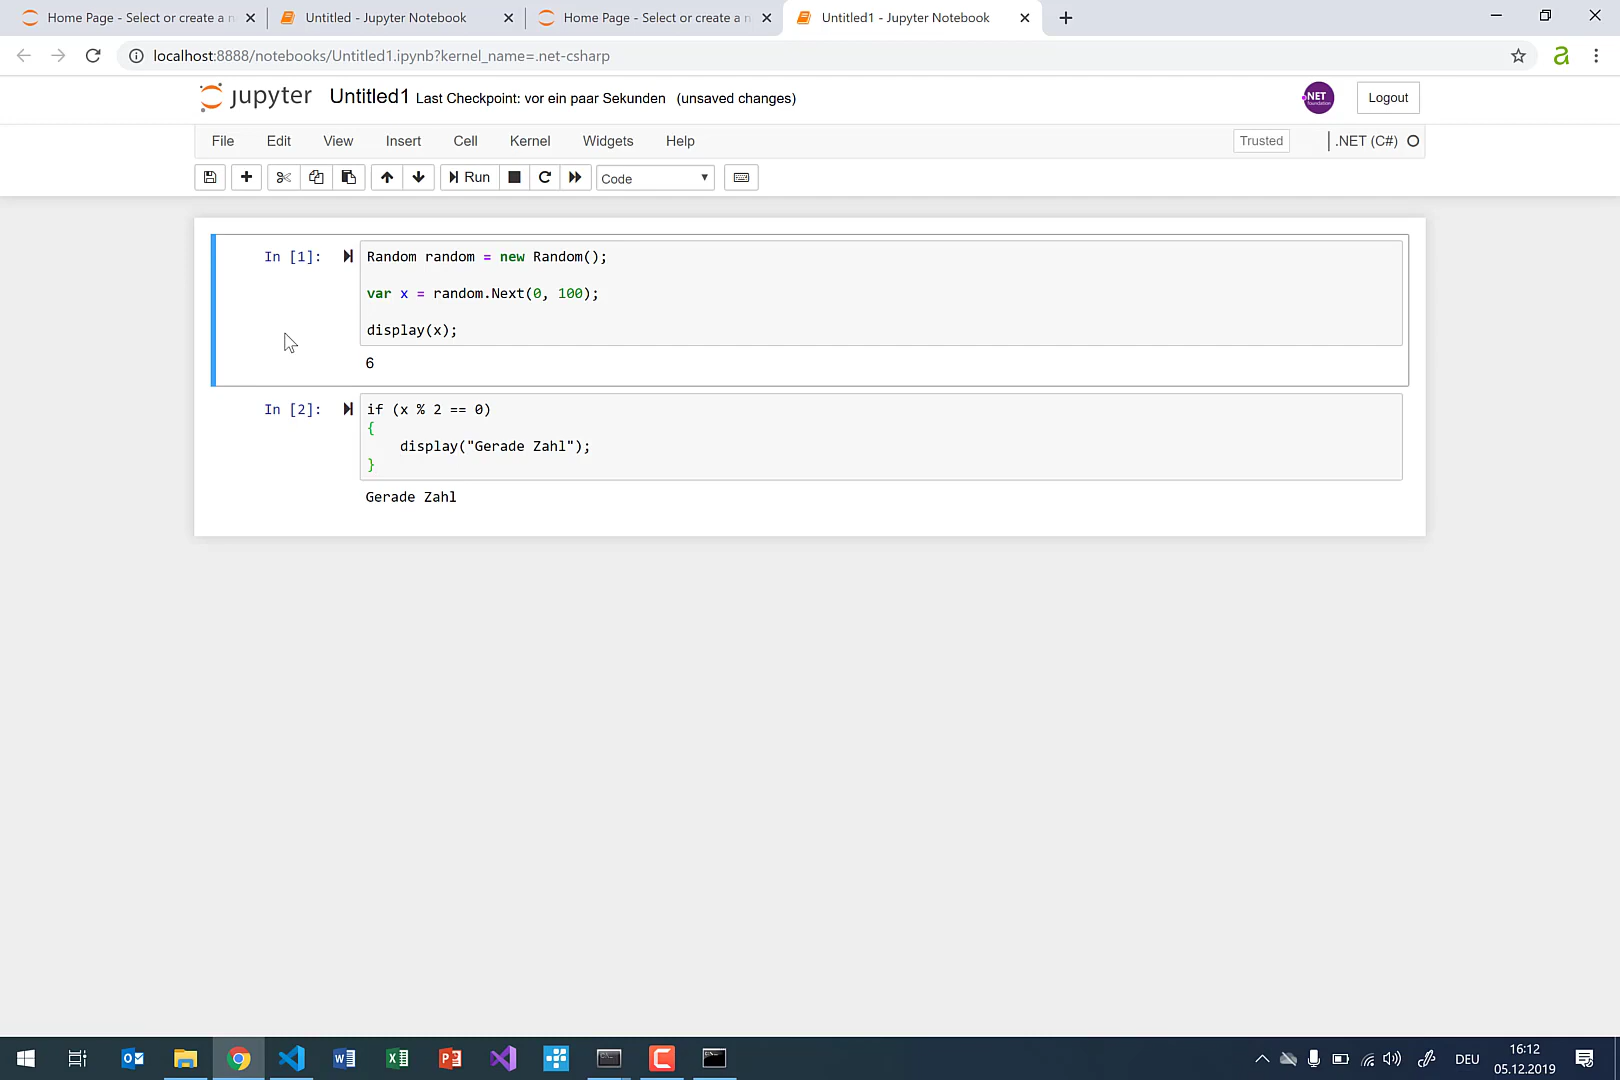 Home Page - Select or create a n
Untitled - Jupyter Notebook
Home Page - Select or create a n
Untitled1 - Jupyter Notebook
localhost:8888/notebooks/Untitled1.ipynb?kernel_name=.net-csharp
a
jupyter Untitled1 Last Checkpoint: vor ein paar Sekunden (unsaved changes)
.NET
foundation
Logout
File Edit View Insert Cell Kernel Widgets Help
Trusted
.NET (C#)
Run
Code
In [1]:
Random random = new Random();
var x = random.Next(0, 100);
display(x);
6
In [2]:
if (x % 2 == 0)
{
display("Gerade Zahl");
}
Gerade Zahl
DEU
16:12
05.12.2019